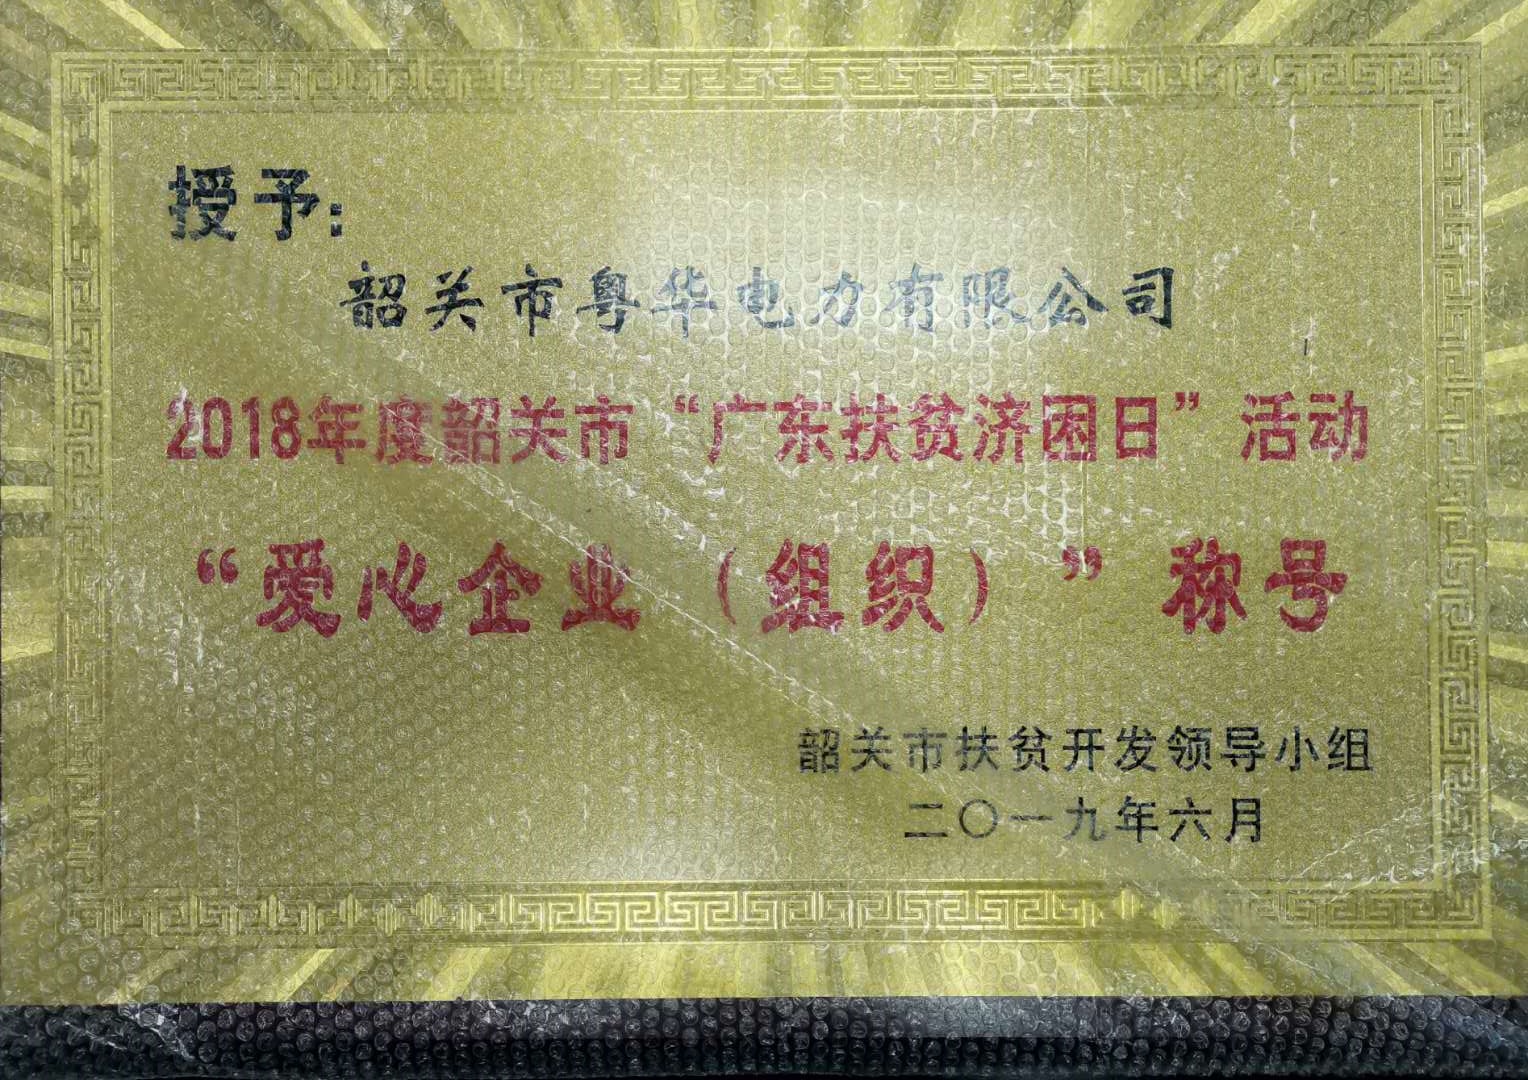 授予:
韶关市粤华电力有限公司
2018年度韶关市“广东扶贫济困日”活动
“爱心企业（组织）”称号
韶关市扶贫开发领导小组
二〇一九年六月